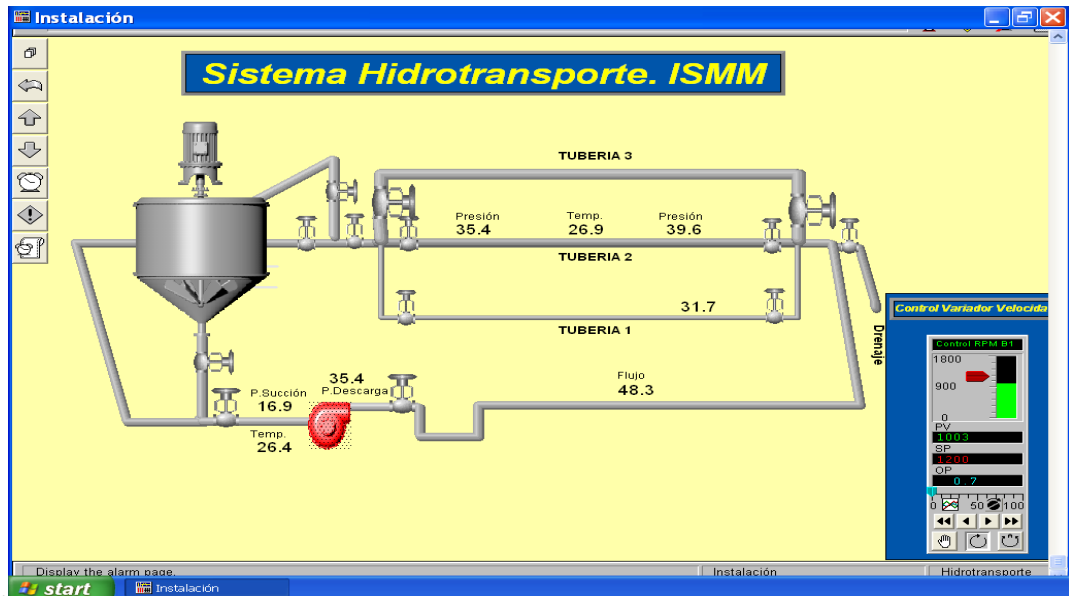 Instalación
Sistema Hidrotransporte. ISMM
TUBERIA 3
Presión
35.4
Temp.
26.9
Presión
39.6
TUBERIA 2
31.7
TUBERIA 1
Drenaje
P.Succión
16.9
35.4
P.Descarga
Temp.
26.4
Flujo
48.3
Control Variador Velocida
Control RPM B1
1800
900
0
PV
1003
SP
1200
OP
0.7
0 50 100
Display the alarm page.
Instalación
Hidrotransporte
start
Instalación